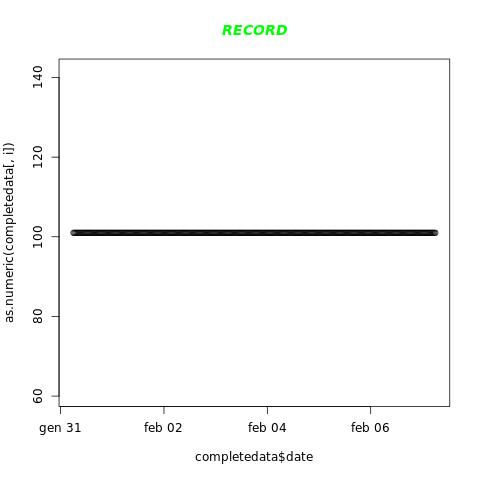 RECORD
as.numeric(completedata[, i])
140
120
100
80
60
gen 31 feb 02 feb 04 feb 06
completedata$date